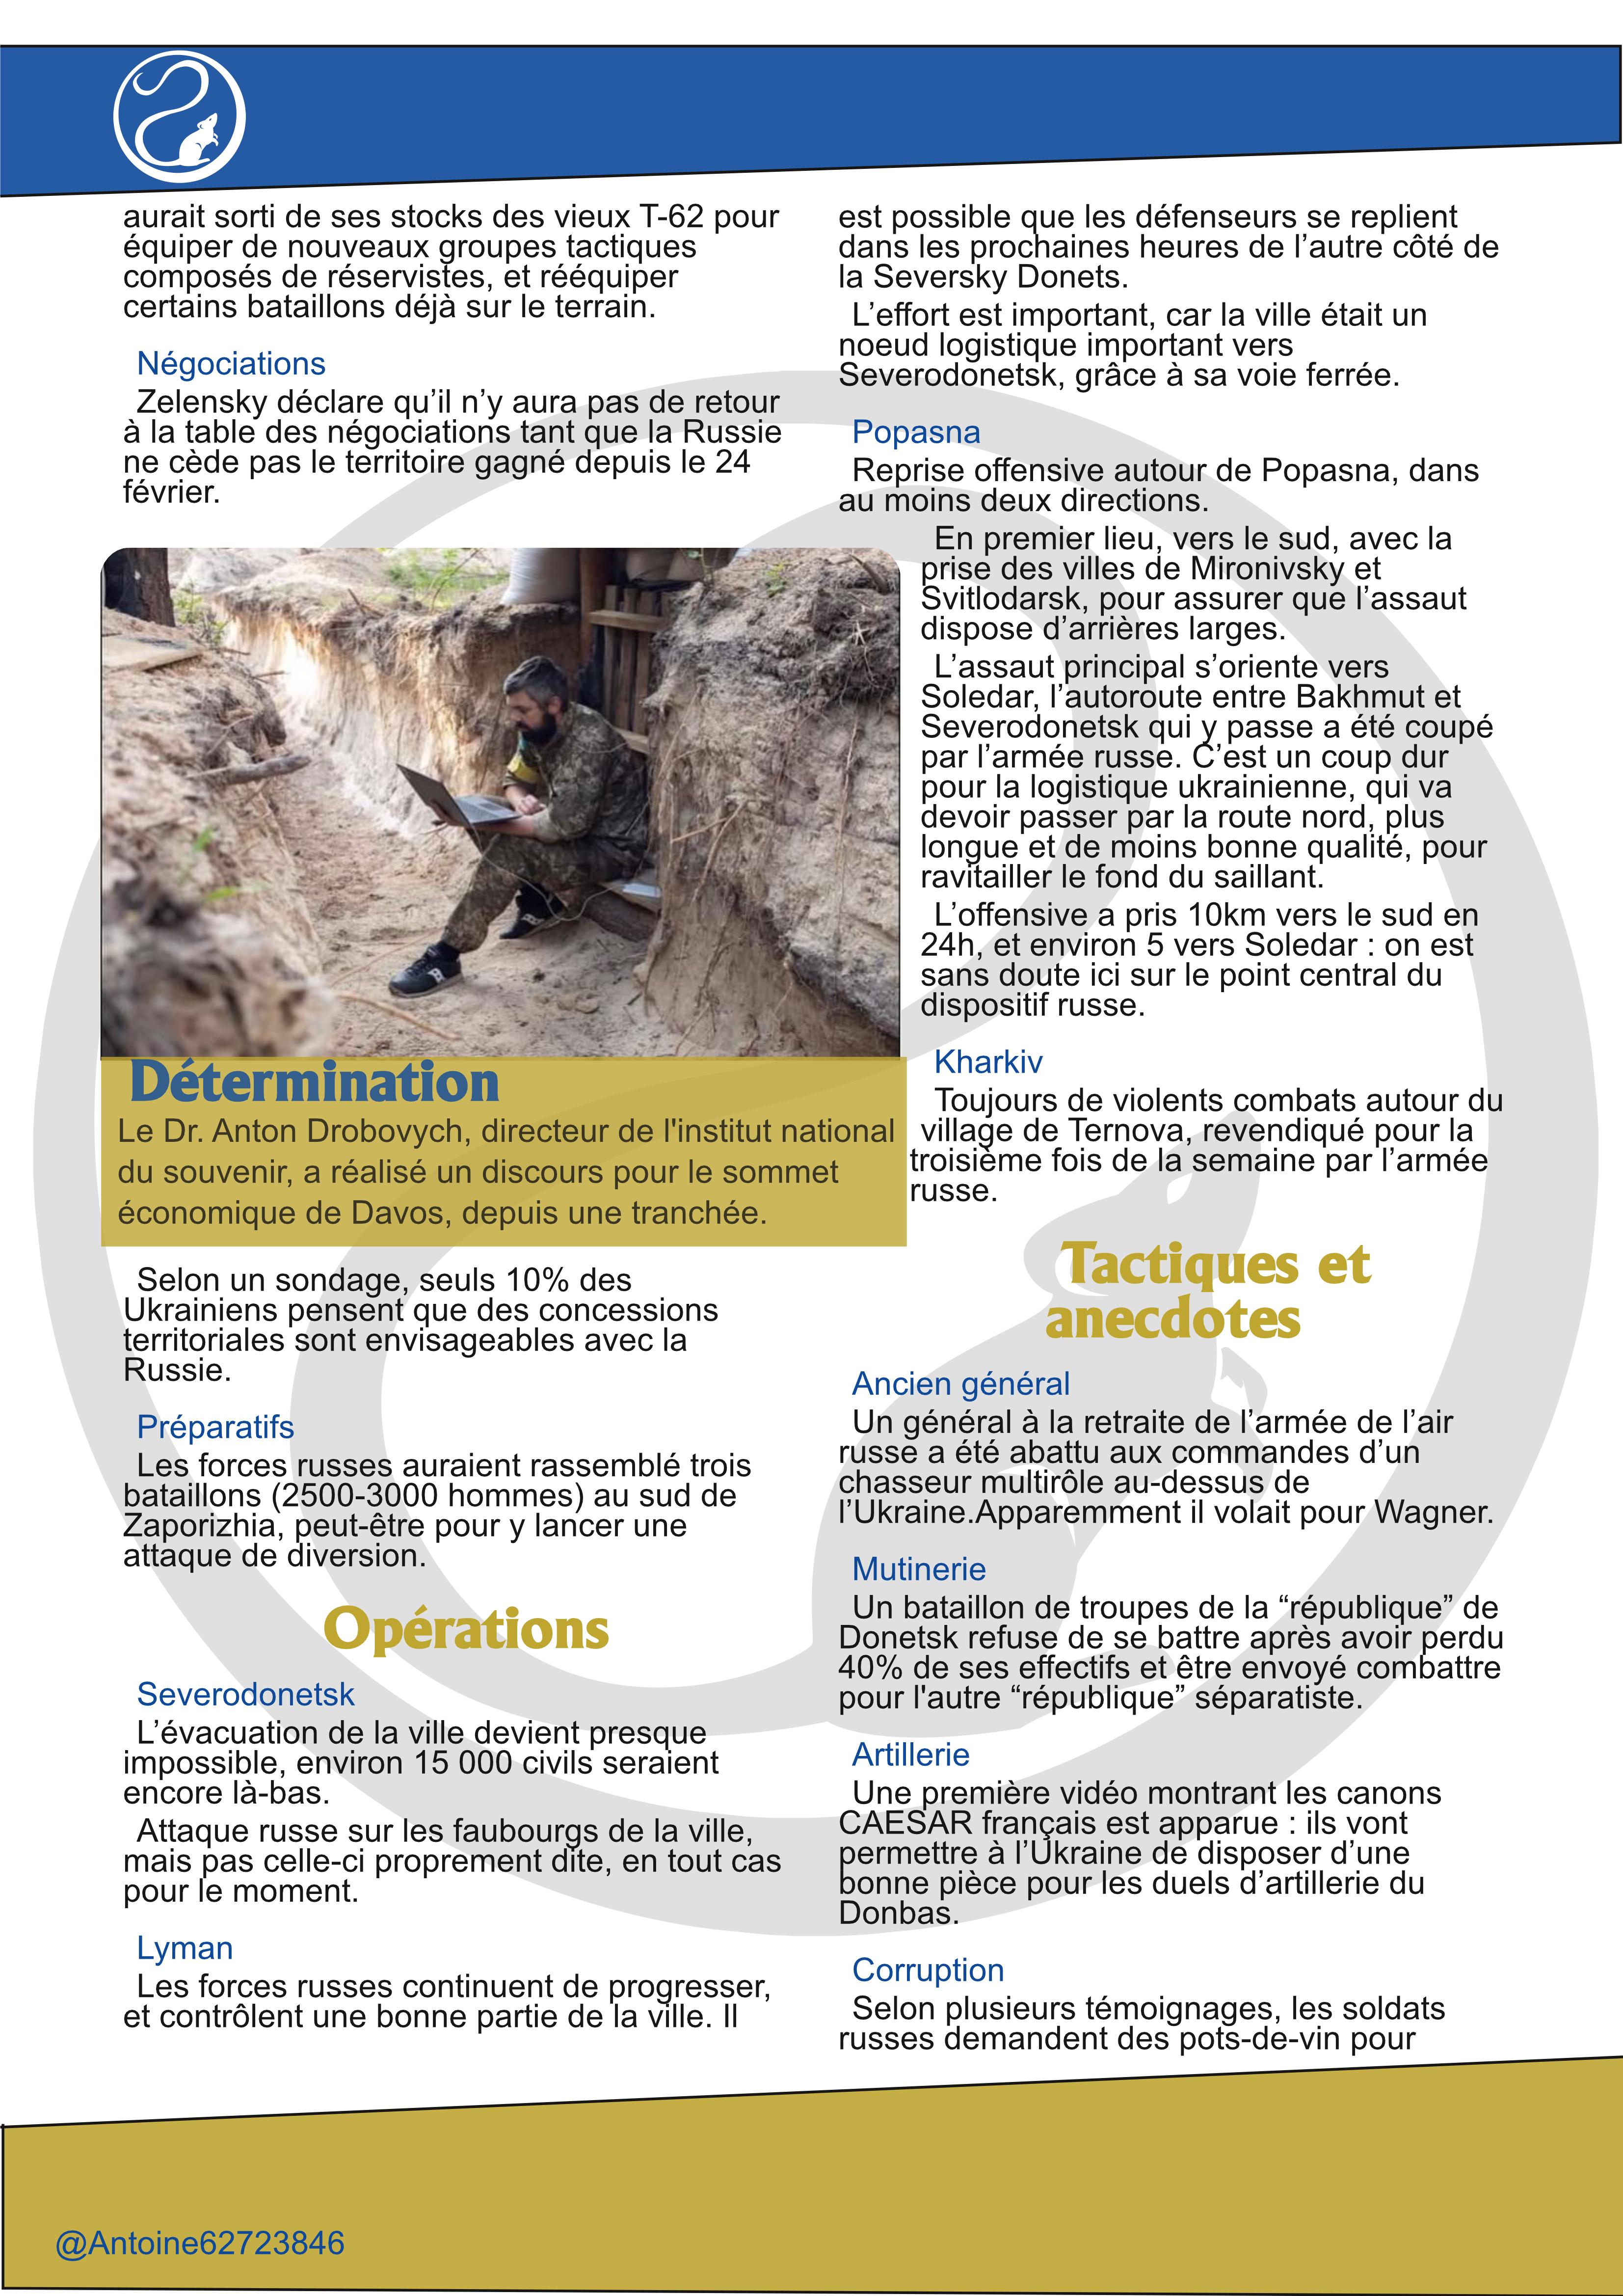 aurait sorti de ses stocks des vieux T-62 pour
équiper de nouveaux groupes tactiques
composés de réservistes, et rééquiper
certains bataillons déjà sur le terrain.
Négociations
Zelensky déclare qu’il n’y aura pas de retour
à la table des négociations tant que la Russie
ne cède pas le territoire gagné depuis le 24
février.
Détermination
Le Dr. Anton Drobovych, directeur de l'institut national
du souvenir, a réalisé un discours pour le sommet
économique de Davos, depuis une tranchée.
Selon un sondage, seuls 10% des
Ukrainiens pensent que des concessions
territoriales sont envisageables avec la
Russie.
Préparatifs
Les forces russes auraient rassemblé trois
bataillons (2500-3000 hommes) au sud de
Zaporizhia, peut-être pour y lancer une
attaque de diversion.
Opérations
Severodonetsk
L’évacuation de la ville devient presque
impossible, environ 15 000 civils seraient
encore là-bas.
Attaque russe sur les faubourgs de la ville,
mais pas celle-ci proprement dite, en tout cas
pour le moment.
Lyman
Les forces russes continuent de progresser,
et contrôlent une bonne partie de la ville. Il
est possible que les défenseurs se replient
dans les prochaines heures de l’autre côté de
la Seversky Donets.
L’effort est important, car la ville était un
noeud logistique important vers
Severodonetsk, grâce à sa voie ferrée.
Popasna
Reprise offensive autour de Popasna, dans
au moins deux directions.
En premier lieu, vers le sud, avec la
prise des villes de Mironivsky et
Svitlodarsk, pour assurer que l’assaut
dispose d’arrières larges.
L’assaut principal s’oriente vers
Soledar, l’autoroute entre Bakhmut et
Severodonetsk qui y passe a été coupé
par l’armée russe. C’est un coup dur
pour la logistique ukrainienne, qui va
devoir passer par la route nord, plus
longue et de moins bonne qualité, pour
ravitailler le fond du saillant.
L’offensive a pris 10km vers le sud en
24h, et environ 5 vers Soledar : on est
sans doute ici sur le point central du
dispositif russe.
Kharkiv
Toujours de violents combats autour du
village de Ternova, revendiqué pour la
troisième fois de la semaine par l’armée
russe.
Tactiques et
anecdotes
Ancien général
Un général à la retraite de l’armée de l’air
russe a été abattu aux commandes d’un
chasseur multirôle au-dessus de
l’Ukraine.Apparemment il volait pour Wagner.
Mutinerie
Un bataillon de troupes de la “république” de
Donetsk refuse de se battre après avoir perdu
40% de ses effectifs et être envoyé combattre
pour l'autre “république” séparatiste.
Artillerie
Une première vidéo montrant les canons
CAESAR français est apparue : ils vont
permettre à l’Ukraine de disposer d’une
bonne pièce pour les duels d’artillerie du
Donbas.
Corruption
Selon plusieurs témoignages, les soldats
russes demandent des pots-de-vin pour
@Antoine62723846